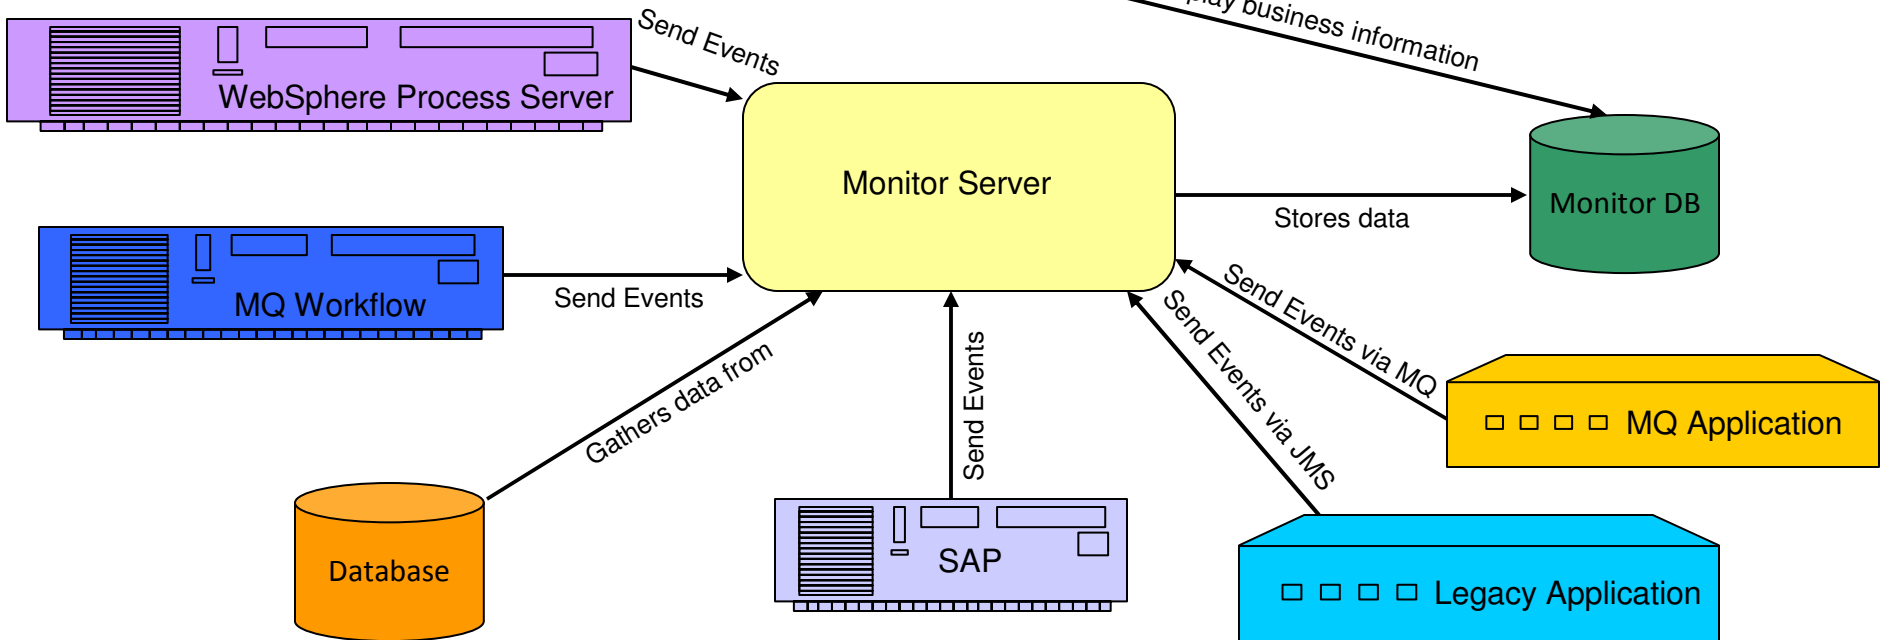 Send Events
business information
WebSphere Process Server
Monitor Server
Monitor DB
Stores data
MQ Workflow
Send Events
Send Events via MQ
Send Events via JMS
Gathers data from
Send Events
MQ Application
Database
SAP
Legacy Application